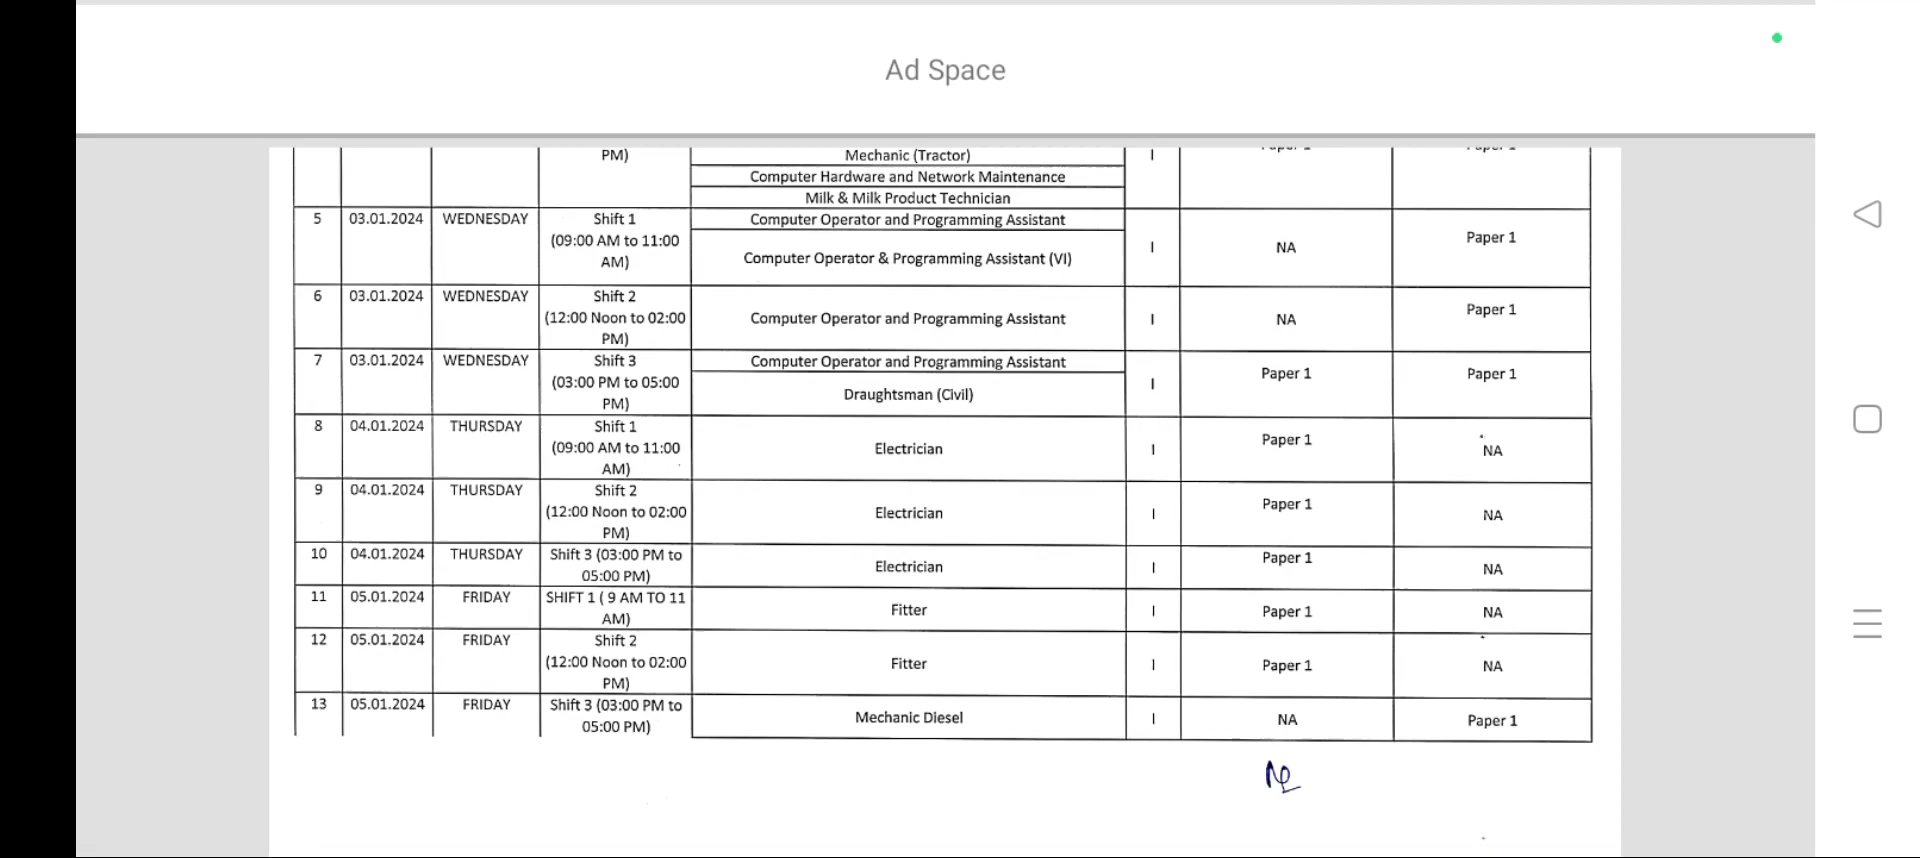 Ad Space
PM)
Mechanic (Tractor)
I
Computer Hardware and Network Maintenance
Milk & Milk Product Technician
5 03.01.2024 WEDNESDAY Shift 1 Computer Operator and Programming Assistant
(09:00 AM to 11:00 I NA Paper 1
AM) Computer Operator & Programming Assistant (VI)
6 03.01.2024 WEDNESDAY Shift 2
(12:00 Noon to 02:00 Computer Operator and Programming Assistant I NA Paper 1
PM)
7 03.01.2024 WEDNESDAY Shift 3 Computer Operator and Programming Assistant
(03:00 PM to 05:00 I Paper 1 Paper 1
PM) Draughtsman (Civil)
8 04.01.2024 THURSDAY Shift 1
(09:00 AM to 11:00 Electrician I Paper 1 NA
AM)
9 04.01.2024 THURSDAY Shift 2
(12:00 Noon to 02:00 Electrician I Paper 1 NA
PM)
10 04.01.2024 THURSDAY Shift 3 (03:00 PM to
05:00 PM) Electrician I Paper 1 NA
11 05.01.2024 FRIDAY SHIFT 1 ( 9 AM TO 11
AM) Fitter I Paper 1 NA
12 05.01.2024 FRIDAY Shift 2
(12:00 Noon to 02:00 Fitter I Paper 1 NA
PM)
13 05.01.2024 FRIDAY Shift 3 (03:00 PM to
05:00 PM) Mechanic Diesel I NA Paper 1